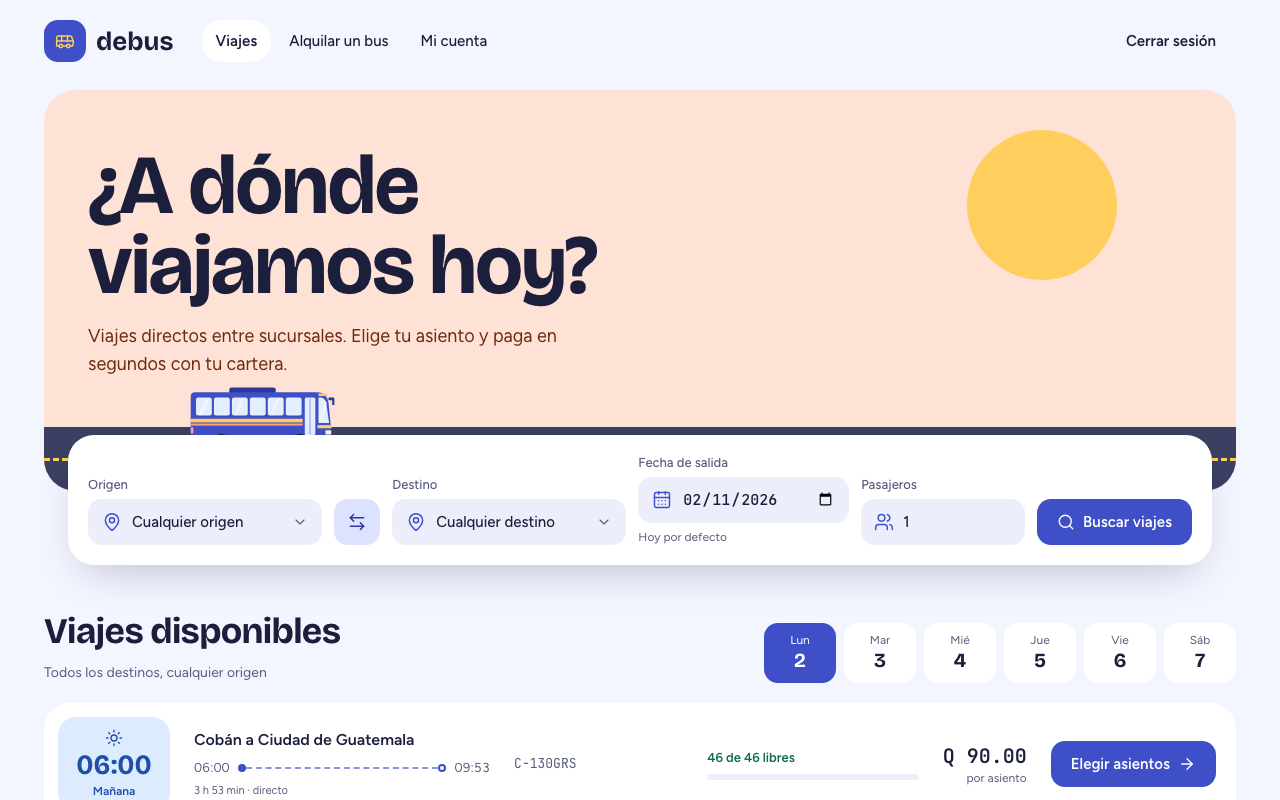 debus
Viajes
Alquilar un bus
Mi cuenta
Cerrar sesión
¿A dónde
viajamos hoy?
Viajes directos entre sucursales. Elige tu asiento y paga en
segundos con tu cartera.
Origen
Cualquier origen
Destino
Cualquier destino
Fecha de salida
02/11/2026
Hoy por defecto
Pasajeros
1
Buscar viajes
Viajes disponibles
Todos los destinos, cualquier origen
Lun
2
Mar
3
Mié
4
Jue
5
Vie
6
Sáb
7
06:00
Mañana
Cobán a Ciudad de Guatemala
06:00
09:53
3 h 53 min · directo
C-130GRS
46 de 46 libres
Q 90.00
por asiento
Elegir asientos